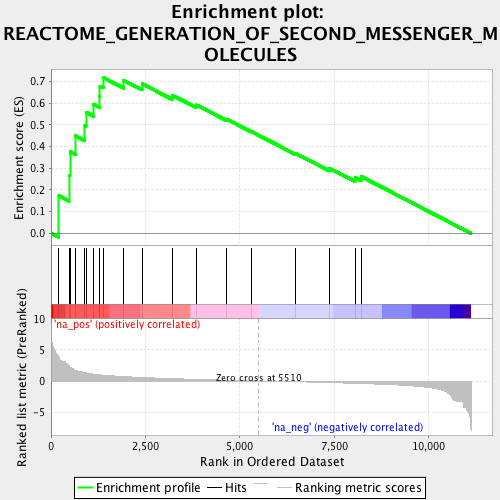 Enrichment plot:
REACTOME_GENERATION_OF_SECOND_MESSENGER_M
OLECULES
Enrichment score (ES)
0.7
0.6
0.5
0.4
0.3
0.2
0.1
0.0
Ranked list metric (PreRanked)
10
5
0
-5
'na_pos' (positively correlated)
Zero cross at 5510
'na_neg' (negatively correlated)
0
2,500
5,000
7,500
10,000
Rank in Ordered Dataset
Enrichment profile
Hits
Ranking metric scores